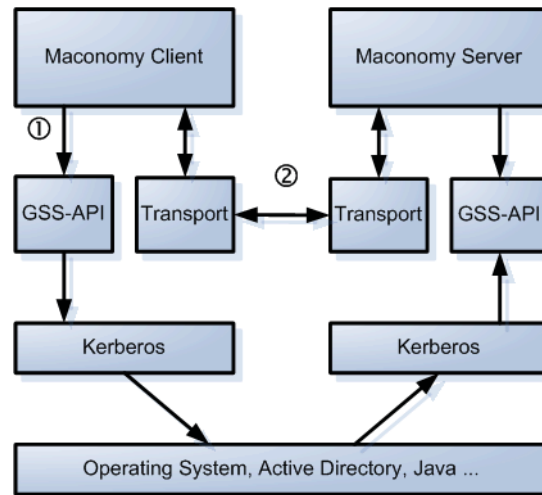 Maconomy Client
Maconomy Server
①
②
GSS-API
Transport
Transport
GSS-API
Kerberos
Kerberos
Operating System, Active Directory, Java ...